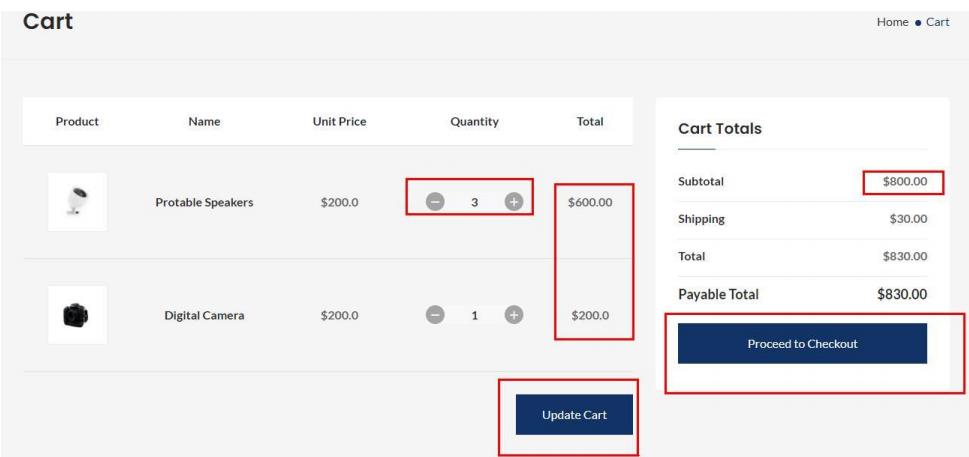 Cart
Home • Cart
Product Name Unit Price Quantity Total
Protable Speakers $200.0 3 $600.00
Digital Camera $200.0 1 $200.0
Update Cart
Cart Totals
Subtotal $800.00
Shipping $30.00
Total $830.00
Payable Total $830.00
Proceed to Checkout